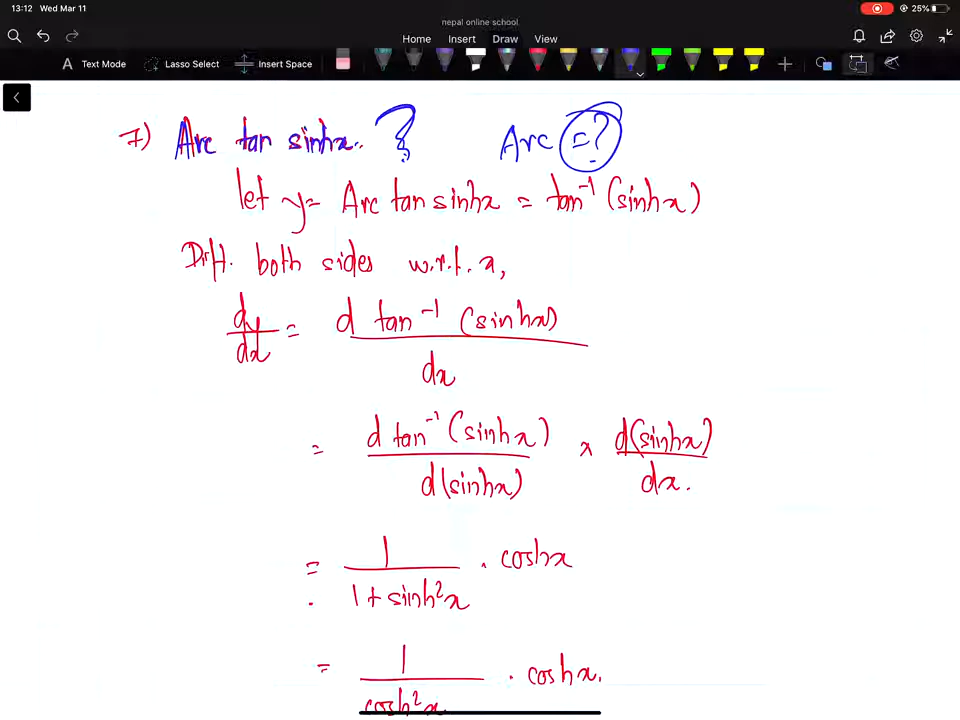 13:12 Wed Mar 11
25%
nepal online school
Home Insert Draw View
Text Mode Lasso Select Insert Space
7) Arc tan sinhx. ? Arc = ?
let y = Arc tan sinhx = tan⁻¹ (sinhx)
Diff. both sides w.r.t. x,
dy/dx = d tan⁻¹ (sinhx) / dx
= d tan⁻¹ (sinhx) / d(sinhx) × d(sinhx) / dx.
= 1 / 1 + sinh²x . coshx
= 1 / cosh²x . coshx.